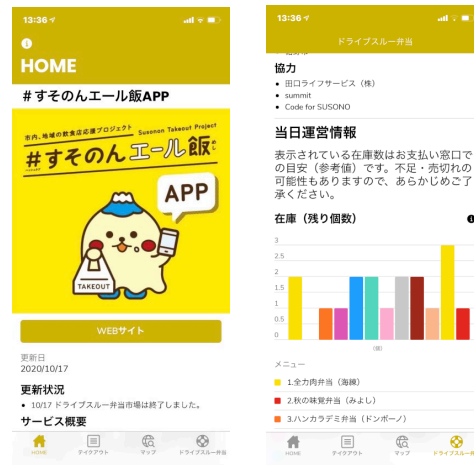 13:36
HOME
#すそのんエール飯APP
市内、地域の飲食店応援プロジェクト Susonon Takeout Project
#すそのんエール飯 めし
APP
TAKEOUT
WEBサイト
更新日
2020/10/17
更新状況
• 10/17 ドライブスルー弁当市場は終了しました。
サービス概要
HOME テイクアウト マップ ドライブスルー弁当
13:36
ドライブスルー弁当
協力
• 田口ライフサービス（株）
• summit
• Code for SUSONO
当日運営情報
表示されている在庫数はお支払い窓口で
の目安（参考値）です。不足・売切れの
可能性もありますので、あらかじめご了
承ください。
在庫（残り個数）
3
2.5
2
1.5
1
0.5
0
(個)
メニュー
1.全力肉弁当（海棟）
2.秋の味覚弁当（みよし）
3.ハンカラデミ弁当（ドンボーノ）
HOME テイクアウト マップ ドライブスルー弁